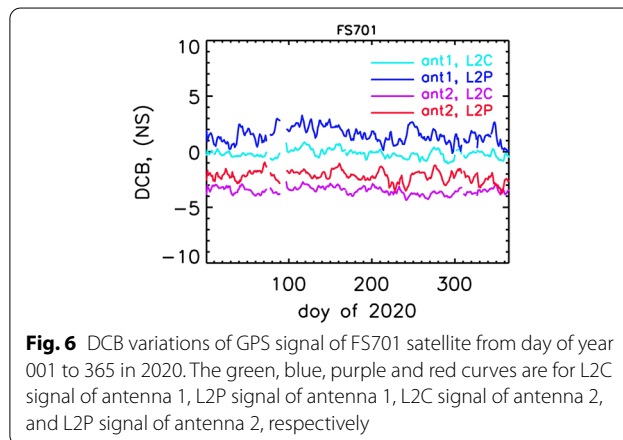 FS701
10
5
0
−5
−10
DCB, (NS)
ant1, L2C
ant1, L2P
ant2, L2C
ant2, L2P
100 200 300
day of 2020
Fig. 6 DCB variations of GPS signal of FS701 satellite from day of year
001 to 365 in 2020. The green, blue, purple and red curves are for L2C
signal of antenna 1, L2P signal of antenna 1, L2C signal of antenna 2,
and L2P signal of antenna 2, respectively